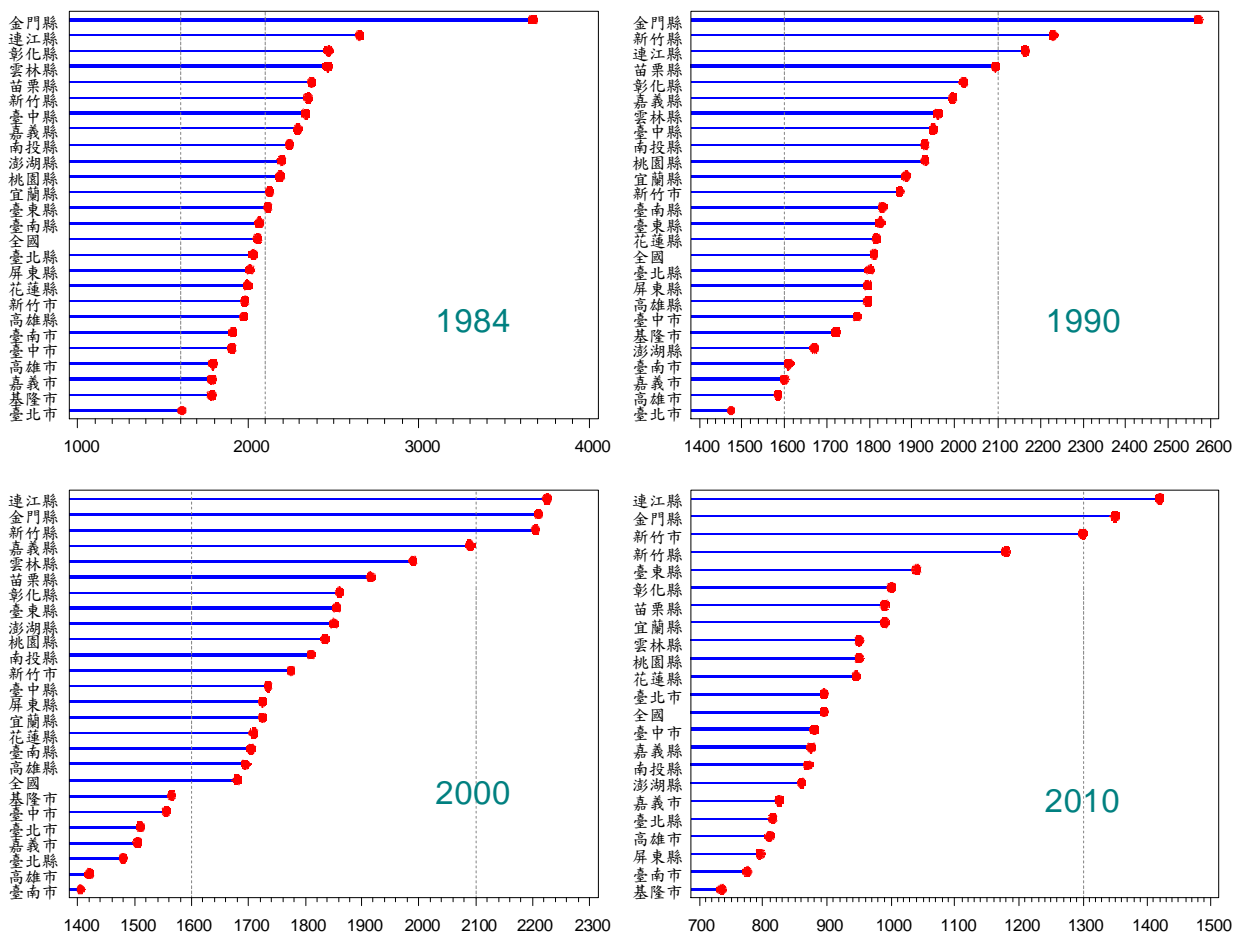 金門縣
連江縣
彰化縣
雲林縣
苗栗縣
新竹縣
臺中縣
嘉義縣
南投縣
澎湖縣
桃園縣
宜蘭縣
臺東縣
臺南縣
全國
臺北縣
屏東縣
花蓮縣
新竹市
高雄縣
臺南市
臺中市
高雄市
嘉義市
基隆市
臺北市
1984
1000 2000 3000 4000
金門縣
新竹縣
連江縣
苗栗縣
彰化縣
嘉義縣
雲林縣
臺中縣
南投縣
桃園縣
宜蘭縣
新竹市
臺南縣
臺東縣
花蓮縣
全國
臺北縣
屏東縣
高雄縣
臺中市
基隆市
澎湖縣
臺南市
嘉義市
高雄市
臺北市
1990
1400 1500 1600 1700 1800 1900 2000 2100 2200 2300 2400 2500 2600
連江縣
金門縣
新竹縣
嘉義縣
雲林縣
苗栗縣
彰化縣
臺東縣
澎湖縣
桃園縣
南投縣
新竹市
臺中縣
屏東縣
宜蘭縣
花蓮縣
臺南縣
高雄縣
全國
基隆市
臺中市
臺北市
嘉義市
臺北縣
高雄市
臺南市
2000
1400 1500 1600 1700 1800 1900 2000 2100 2200 2300
連江縣
金門縣
新竹市
新竹縣
臺東縣
彰化縣
苗栗縣
宜蘭縣
雲林縣
桃園縣
花蓮縣
臺北市
全國
臺中市
嘉義縣
南投縣
澎湖縣
嘉義市
臺北縣
高雄市
屏東縣
臺南市
基隆市
2010
700 800 900 1000 1100 1200 1300 1400 1500